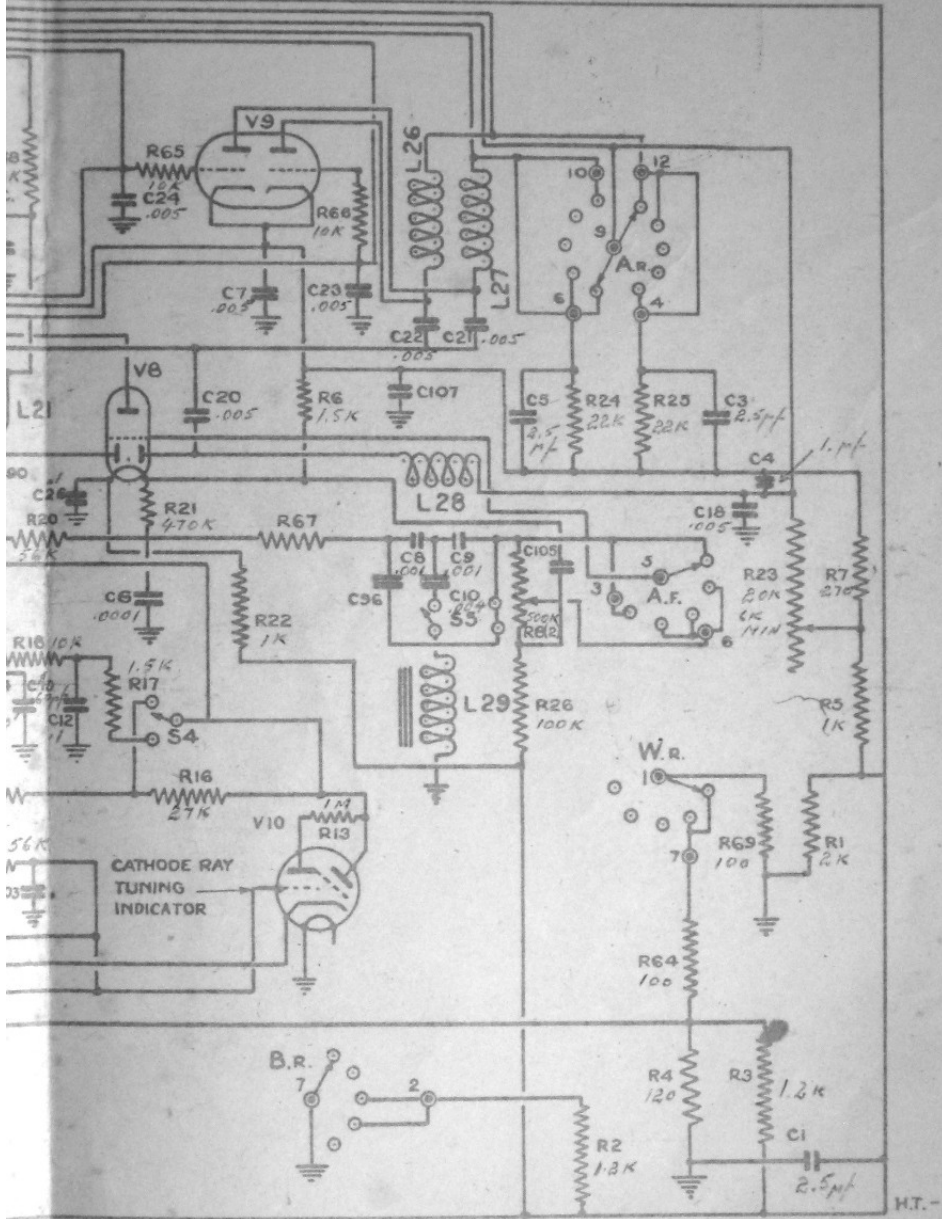 V9
L26
R65
10K
C24
.005
R66
10K
10
12
9
A.R.
C7
.005
C23
.005
L27
6
4
C22
.005
C21
.005
V8
L21
C20
.005
R6
1.5K
C107
C5
2.5
µf
R24
22K
R25
22K
C3
2.5µf
C4
.1µf
90
.1
C26
L28
C18
.005
R21
470K
R20
56K
R67
C8
.001
C9
.001
C105
5
3
A.F.
6
R23
20K
R7
270
C6
.0001
C96
C10
.004
S5
500K
R8(2)
R22
1K
R18
10K
1.5K
R17
C12
.1
S4
L29
R26
100K
R5
1K
W.R.
1
R16
27K
1M
R13
V10
7
R69
100
R1
2K
56K
CATHODE RAY
TUNING
INDICATOR
R64
100
B.R.
7
2
R4
120
R3
1.2K
R2
1.3K
C1
2.5µf
H.T.-